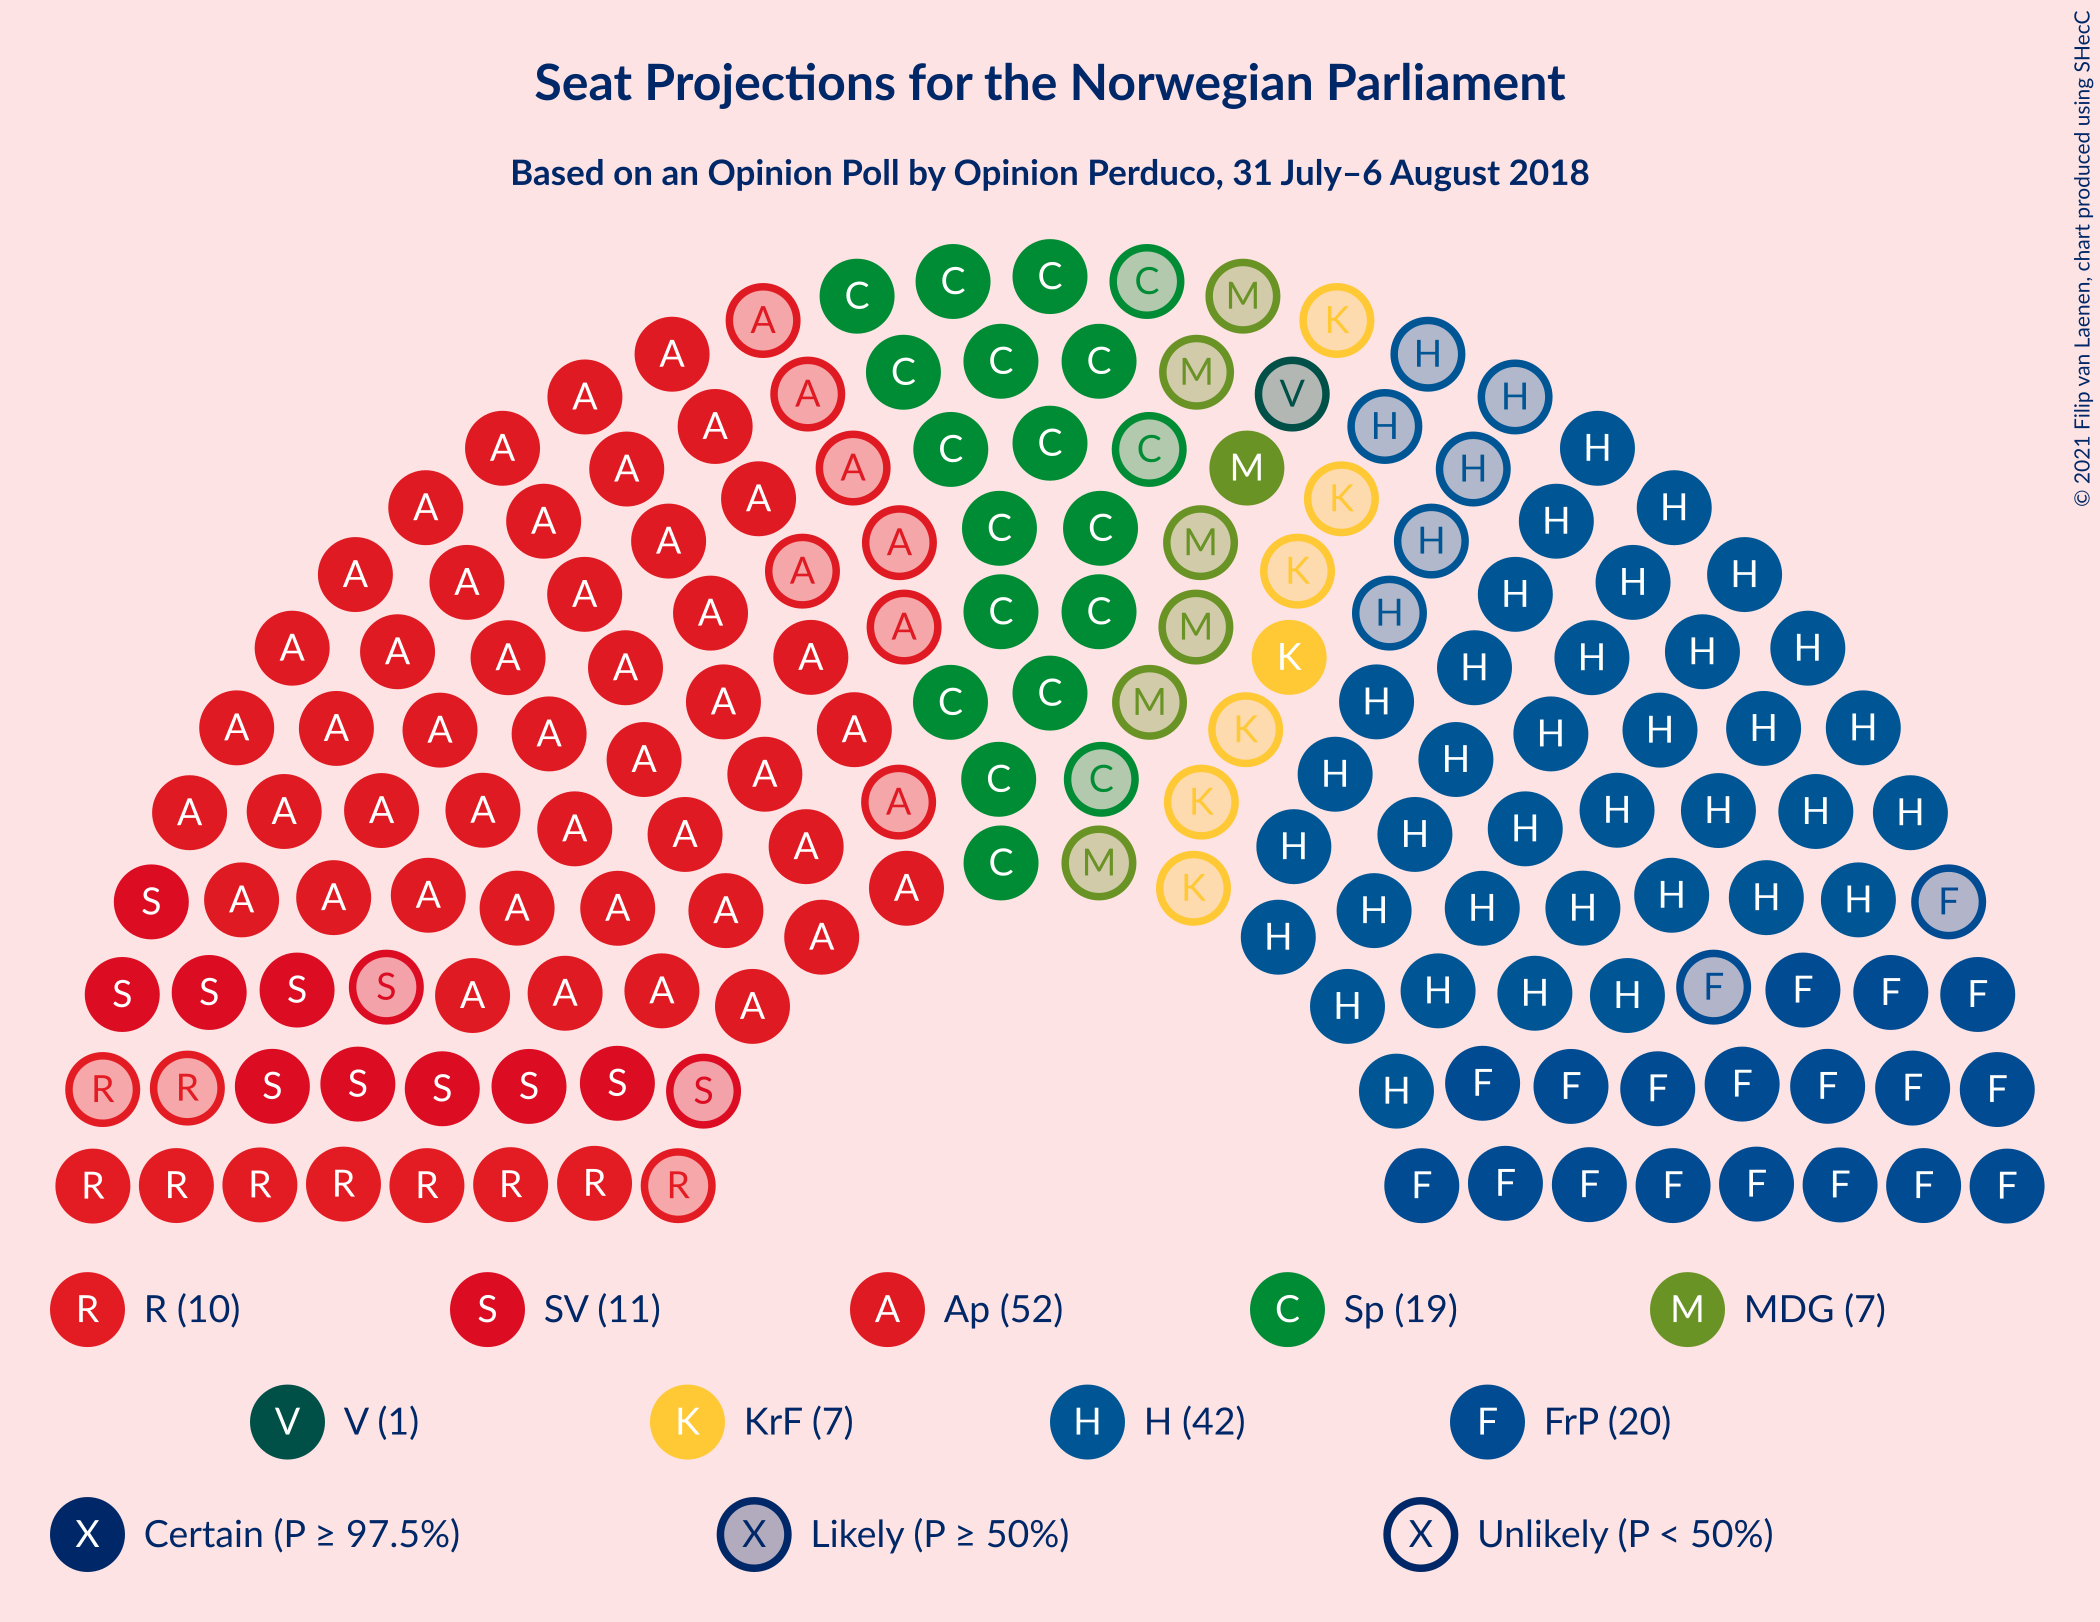 Seat Projections for the Norwegian Parliament
Based on an Opinion Poll by Opinion Perduco, 31 July–6 August 2018
© 2021 Filip van Laenen, chart produced using SHecC
C C C C M
A C C C M K
A A C C C M V H H
A A A C C M K H H H
A A A A C C M K H H H
A A A A C C M K H H H
A A A A C C M K H H H
R R R R R R R R F F F F F F F F
R R (10) S SV (11) A Ap (52) C Sp (19) M MDG (7)
V V (1) K KrF (7) H H (42) F FrP (20)
X Certain (P ≥ 97.5%) X Likely (P ≥ 50%) X Unlikely (P < 50%)